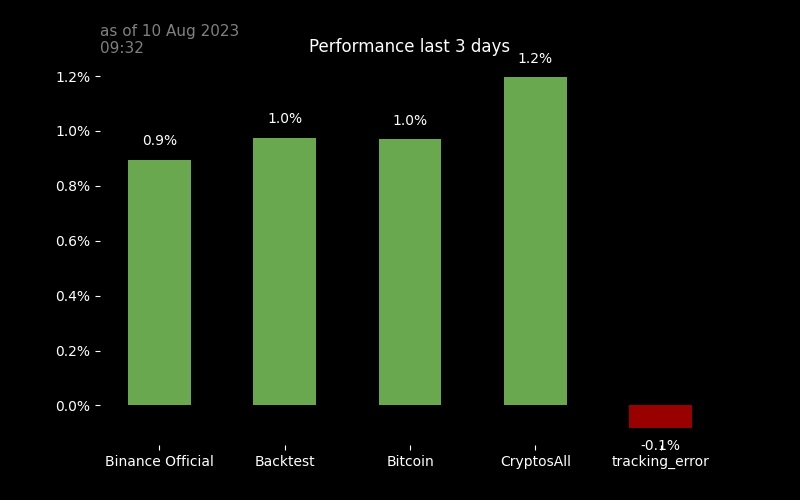 as of 10 Aug 2023
09:32
Performance last 3 days
1.2%
1.0%
0.8%
0.6%
0.4%
0.2%
0.0%
0.9%
1.0%
1.0%
1.2%
-0.1%
Binance Official
Backtest
Bitcoin
CryptosAll
tracking_error